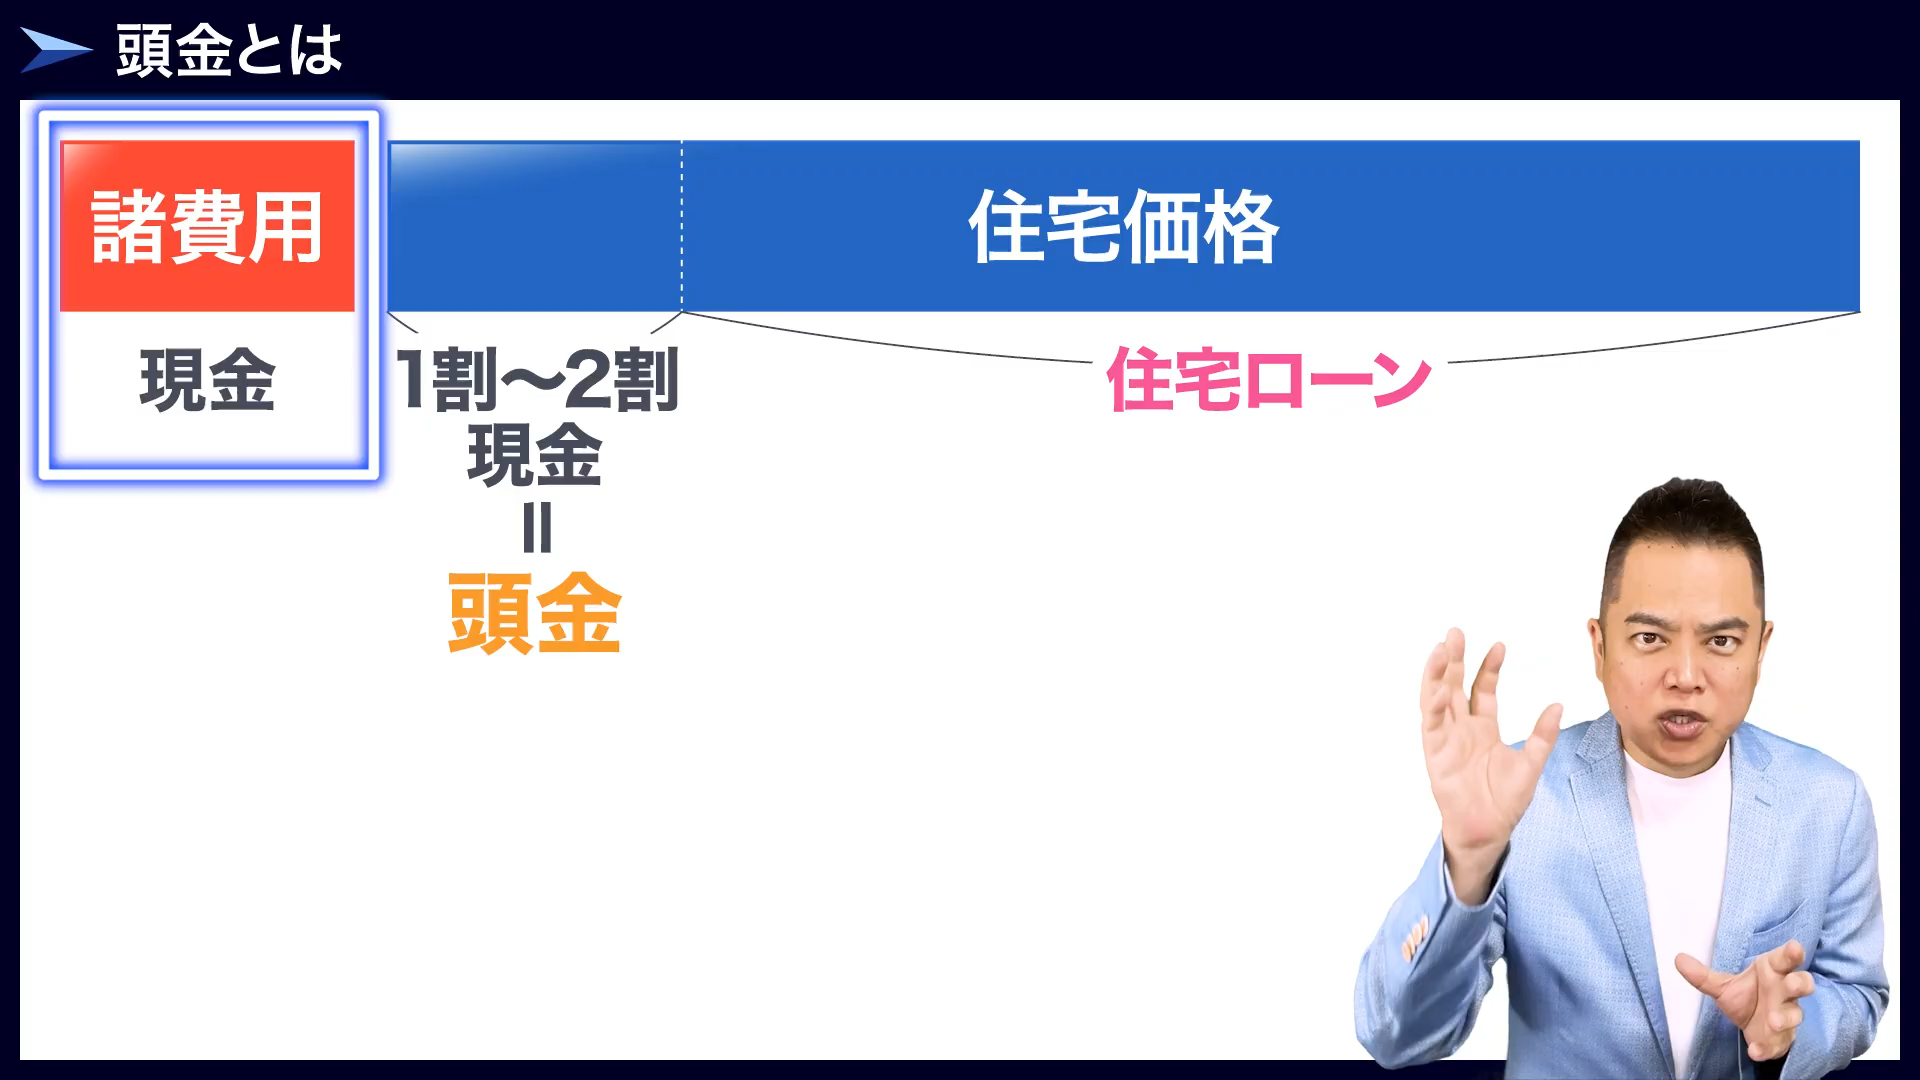 頭金とは
諸費用
住宅価格
現金
1割〜2割
現金
=
頭金
住宅ローン